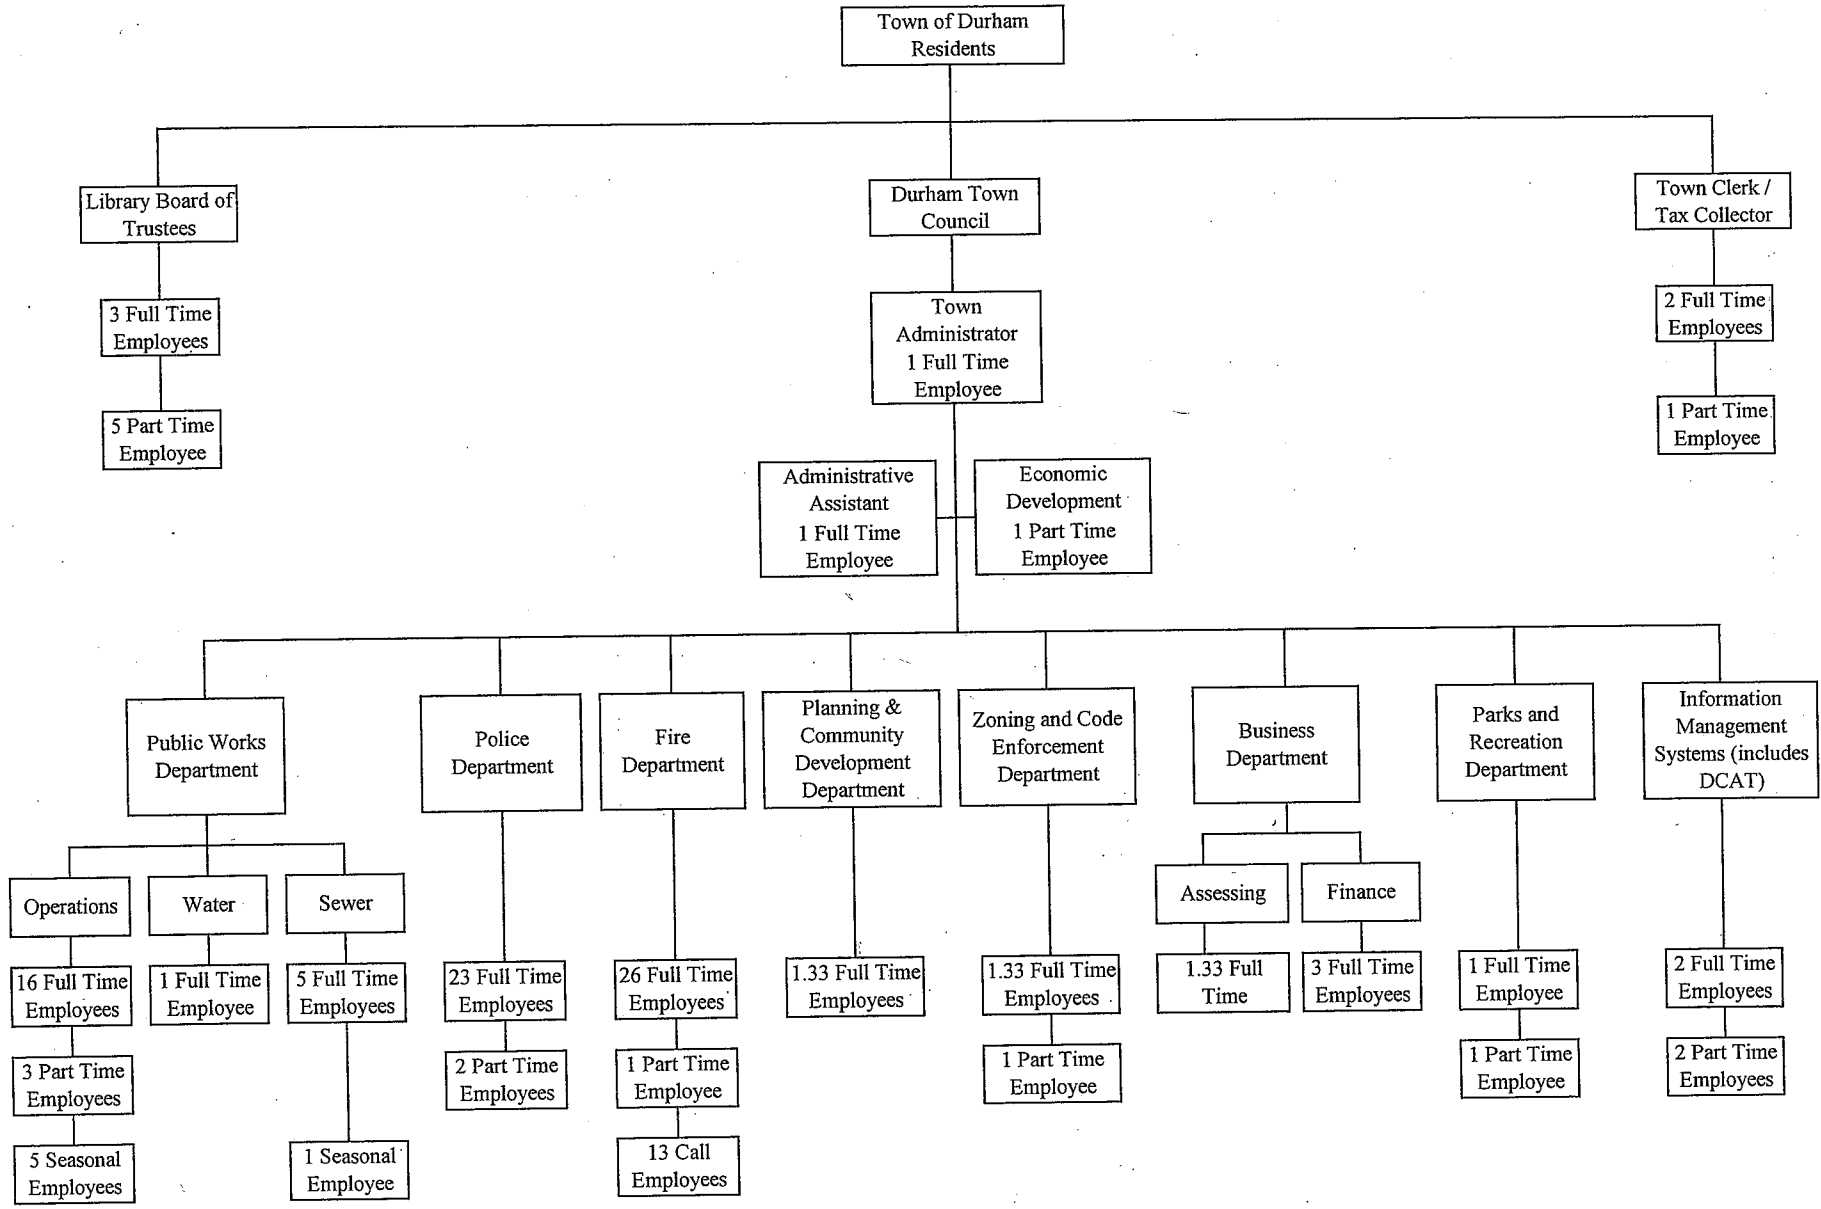 Town of Durham
Residents
Library Board of
Trustees
3 Full Time
Employees
5 Part Time
Employee
Durham Town
Council
Town
Administrator
1 Full Time
Employee
Administrative
Assistant
1 Full Time
Employee
Economic
Development
1 Part Time
Employee
Town Clerk /
Tax Collector
2 Full Time
Employees
1 Part Time
Employee
Public Works
Department
Operations
16 Full Time
Employees
3 Part Time
Employees
5 Seasonal
Employees
Water
1 Full Time
Employee
Sewer
5 Full Time
Employees
1 Seasonal
Employee
Police
Department
23 Full Time
Employees
2 Part Time
Employees
Fire
Department
26 Full Time
Employees
1 Part Time
Employee
13 Call
Employees
Planning &
Community
Development
Department
1.33 Full Time
Employees
Zoning and Code
Enforcement
Department
1.33 Full Time
Employees
1 Part Time
Employee
Business
Department
Assessing
1.33 Full
Time
Finance
3 Full Time
Employees
Parks and
Recreation
Department
1 Full Time
Employee
1 Part Time
Employee
Information
Management
Systems (includes
DCAT)
2 Full Time
Employees
2 Part Time
Employees